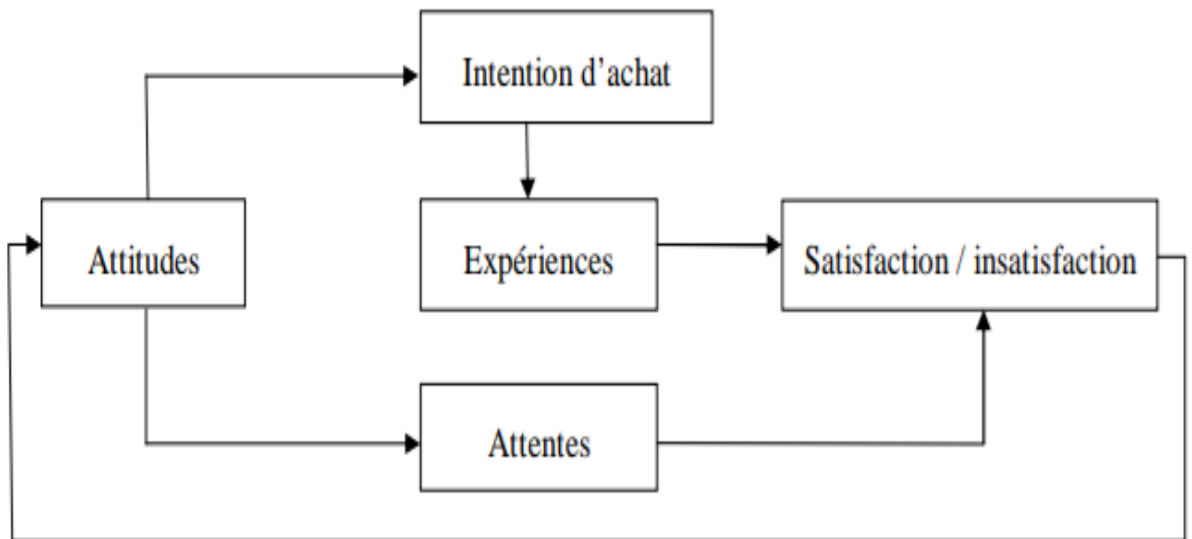 Intention d'achat
Attitudes
Expériences
Satisfaction / insatisfaction
Attentes